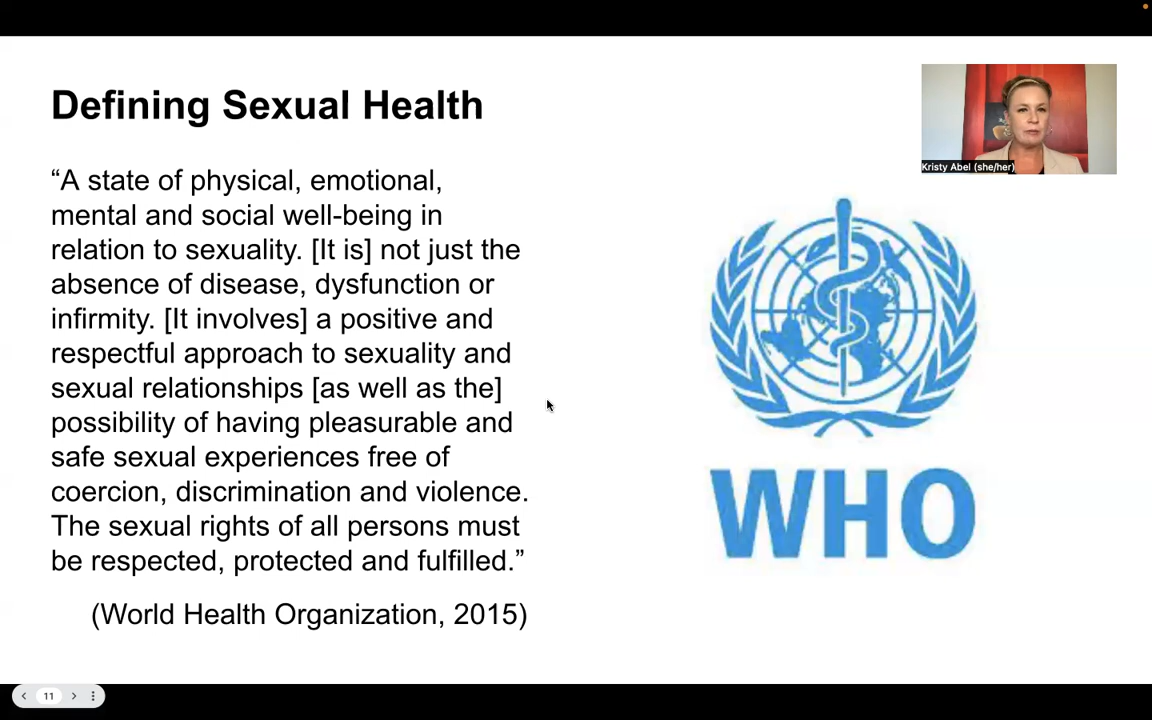 Defining Sexual Health
Kristy Abel (she/her)
“A state of physical, emotional,
mental and social well-being in
relation to sexuality. [It is] not just the
absence of disease, dysfunction or
infirmity. [It involves] a positive and
respectful approach to sexuality and
sexual relationships [as well as the]
possibility of having pleasurable and
safe sexual experiences free of
coercion, discrimination and violence.
The sexual rights of all persons must
be respected, protected and fulfilled.”
(World Health Organization, 2015)
WHO
11